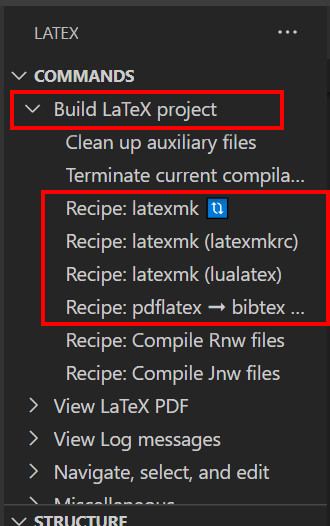 LATEX ...
COMMANDS
Build LaTeX project
Clean up auxiliary files
Terminate current compila...
Recipe: latexmk 🔃
Recipe: latexmk (latexmkrc)
Recipe: latexmk (lualatex)
Recipe: pdflatex ➞ bibtex ...
Recipe: Compile Rnw files
Recipe: Compile Jnw files
View LaTeX PDF
View Log messages
Navigate, select, and edit
Miscellaneous
STRUCTURE